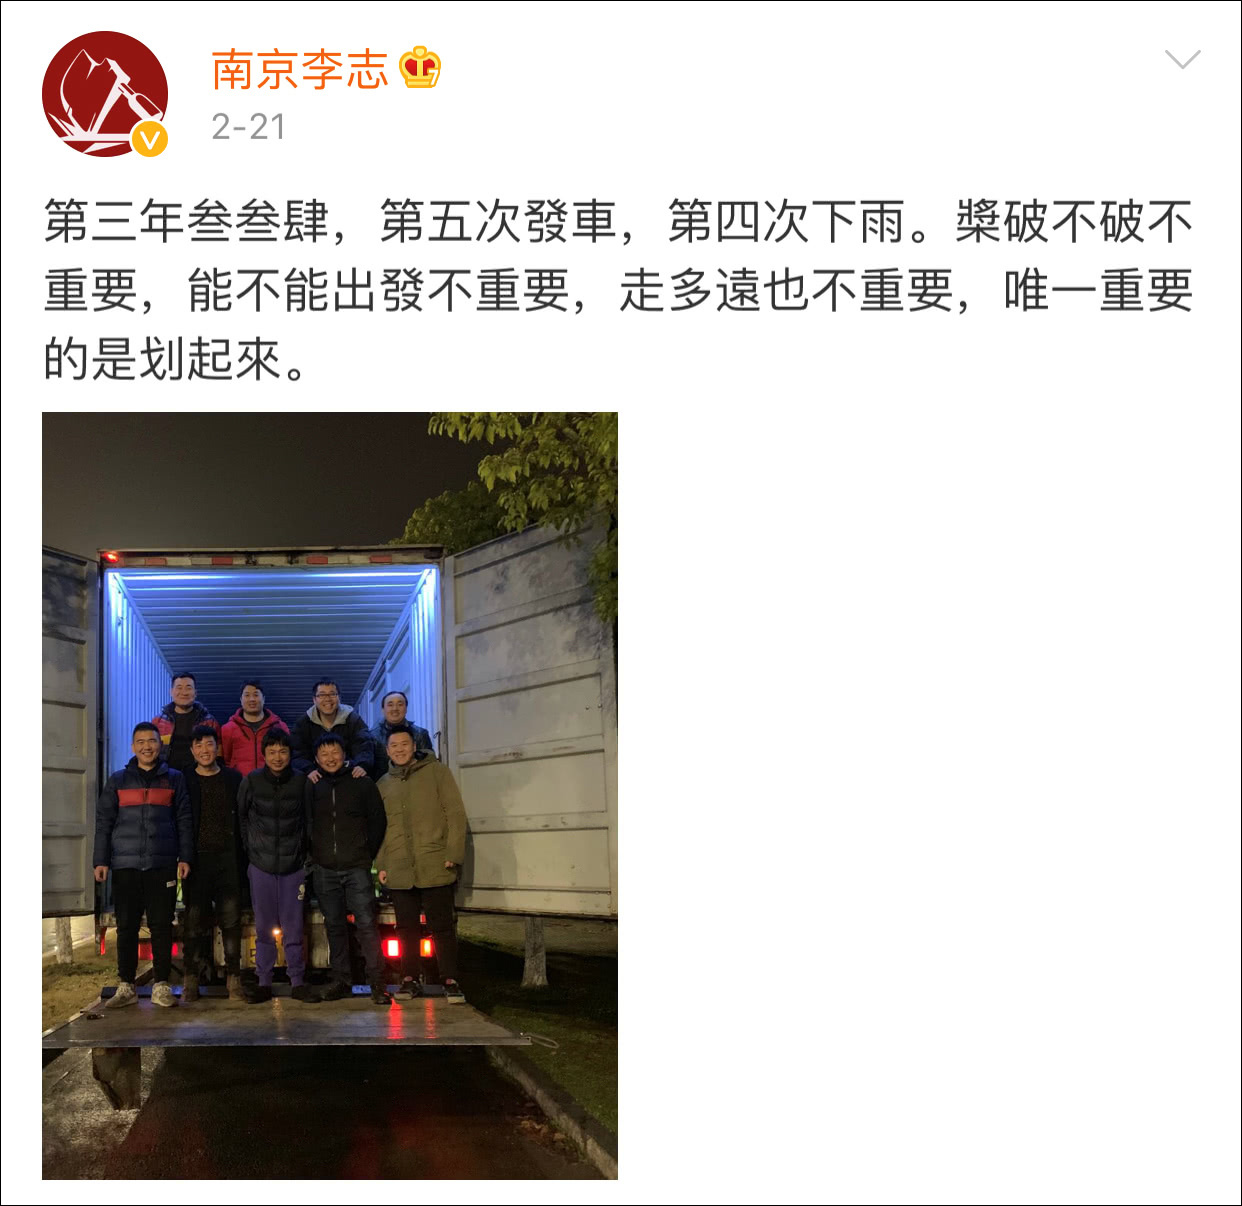 南京李志
2-21
第三年叁叁肆，第五次發車，第四次下雨。槳破不破不
重要，能不能出發不重要，走多遠也不重要，唯一重要
的是划起來。